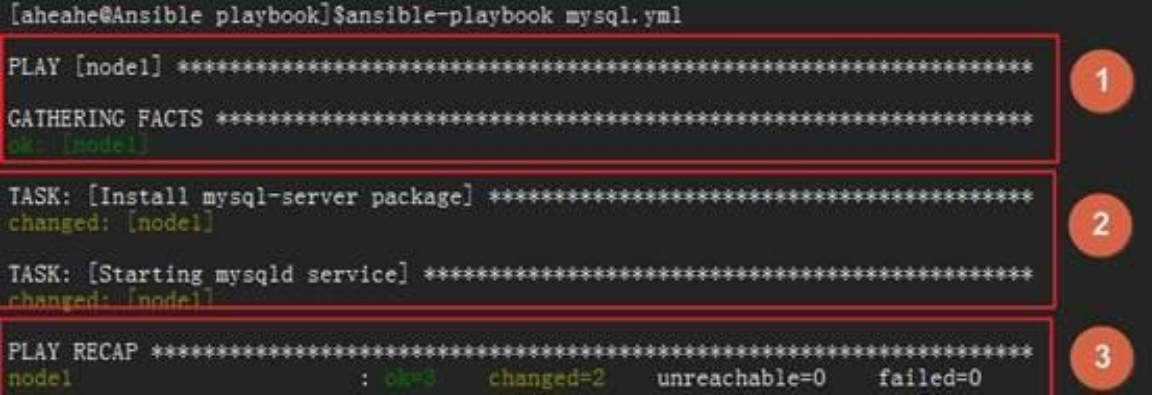 [aheahe@Ansible playbook]$ansible-playbook mysql.yml
PLAY [node1] ******************************************************************
1
GATHERING FACTS ***************************************************************
ok: [node1]
TASK: [Install mysql-server package] ******************************************
changed: [node1]
2
TASK: [Starting mysqld service] ***********************************************
changed: [node1]
PLAY RECAP ********************************************************************
3
node1 : ok=3 changed=2 unreachable=0 failed=0